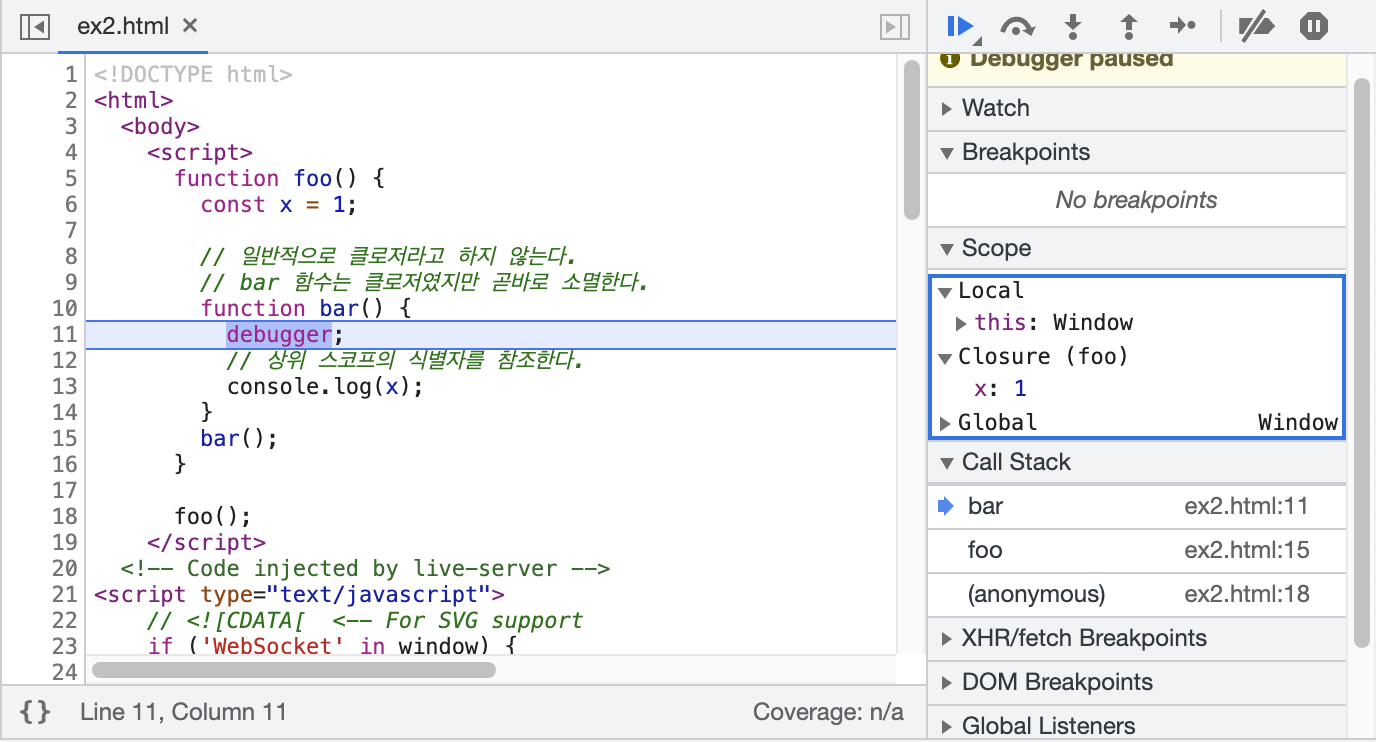 ex2.html ×
1 <!DOCTYPE html>
2 <html>
3 <body>
4 <script>
5 function foo() {
6 const x = 1;
7
8 // 일반적으로 클로저라고 하지 않는다.
9 // bar 함수는 클로저였지만 곧바로 소멸한다.
10 function bar() {
11 debugger;
12 // 상위 스코프의 식별자를 참조한다.
13 console.log(x);
14 }
15 bar();
16 }
17
18 foo();
19 </script>
20 <!-- Code injected by live-server -->
21 <script type="text/javascript">
22 // <![CDATA[  <-- For SVG support
23 if ('WebSocket' in window) {
24
{} Line 11, Column 11
Coverage: n/a
Debugger paused
Watch
Breakpoints
No breakpoints
Scope
Local
this: Window
Closure (foo)
x: 1
Global Window
Call Stack
bar ex2.html:11
foo ex2.html:15
(anonymous) ex2.html:18
XHR/fetch Breakpoints
DOM Breakpoints
Global Listeners